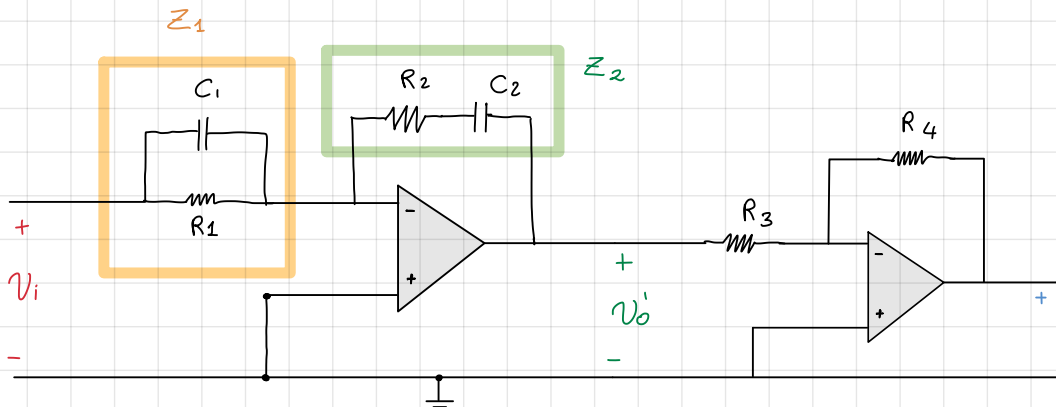 Z1
C1
R2
C2
Z2
R4
R1
R3
-
+
-
+
+
Vi
-
+
Vo'
-
+